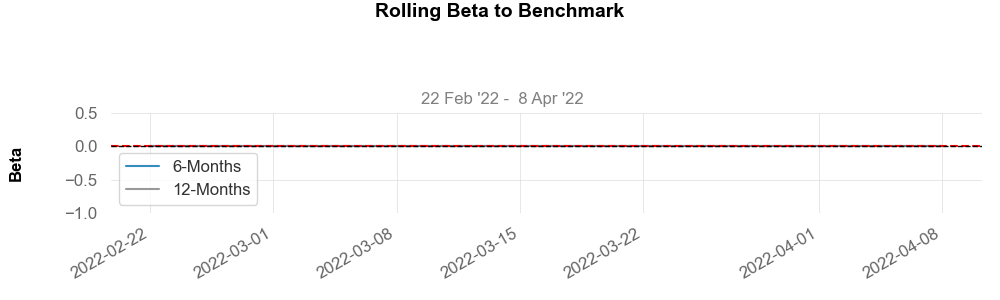 Rolling Beta to Benchmark
22 Feb '22 -  8 Apr '22
Beta
0.5
0.0
−0.5
−1.0
6-Months
12-Months
2022-02-22
2022-03-01
2022-03-08
2022-03-15
2022-03-22
2022-04-01
2022-04-08